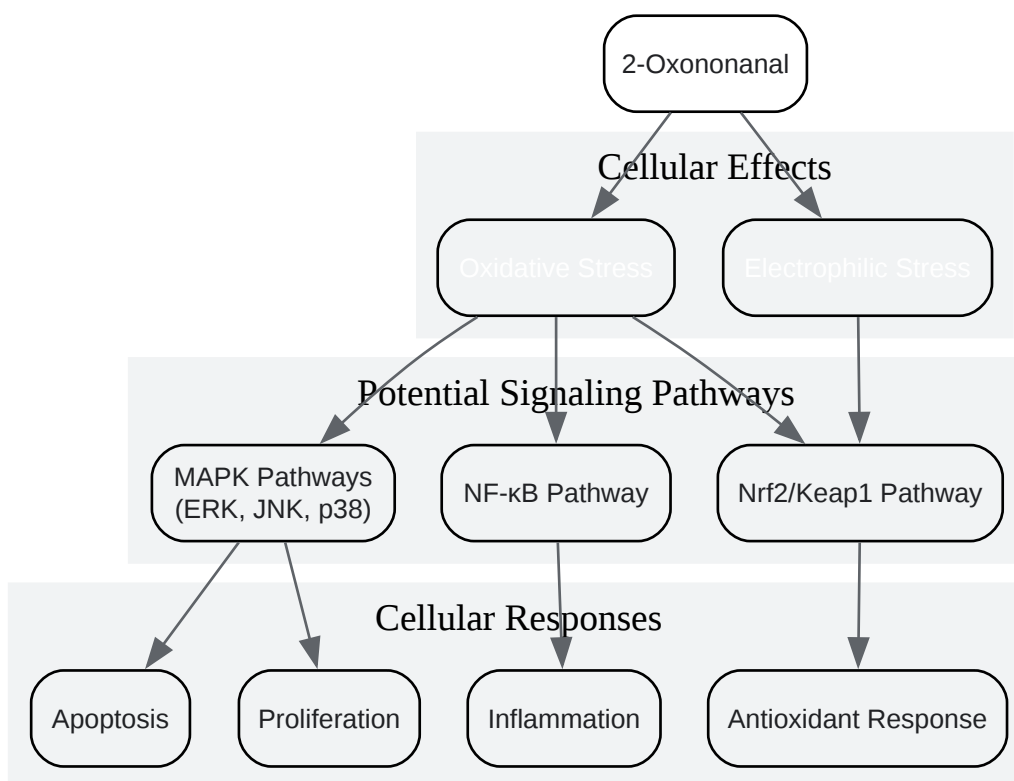 2-Oxononanal
Cellular Effects
Oxidative Stress
Electrophilic Stress
Potential Signaling Pathways
MAPK Pathways
(ERK, JNK, p38)
NF-κB Pathway
Nrf2/Keap1 Pathway
Cellular Responses
Apoptosis
Proliferation
Inflammation
Antioxidant Response